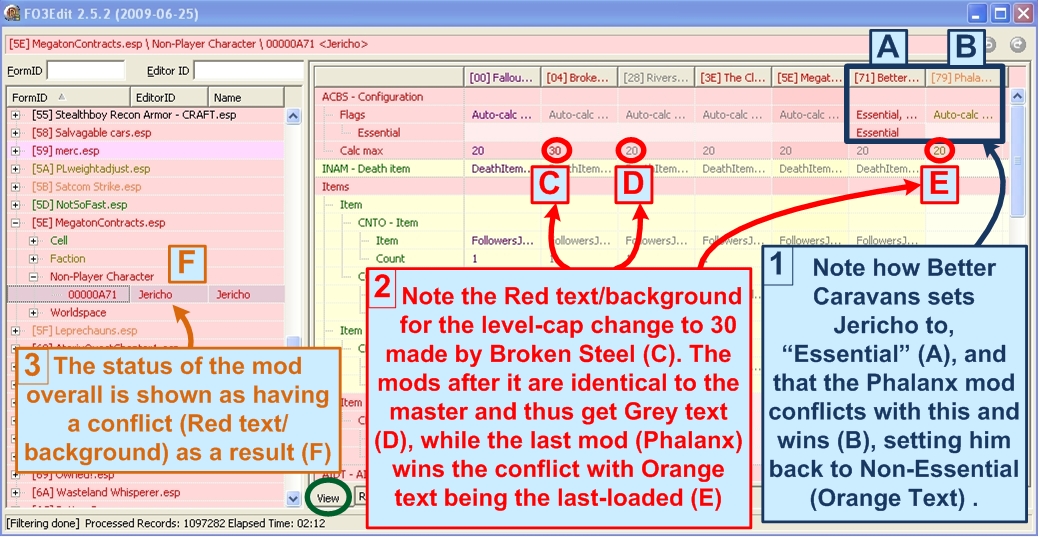 FO3Edit 2.5.2 (2009-06-25)
[5E] MegatonContracts.esp \ Non-Player Character \ 00000A71 <Jericho>
FormID
Editor ID
FormID EditorID Name
[55] Stealthboy Recon Armor - CRAFT.esp
[58] Salvagable cars.esp
[59] merc.esp
[5A] PLweightadjust.esp
[5B] Satcom Strike.esp
[5D] NotSoFast.esp
[5E] MegatonContracts.esp
Cell
Faction
Non-Player Character
00000A71 Jericho Jericho
Worldspace
[5F] Leprechauns.esp
[6A] Wasteland Whisperer.esp
[00] Fallou... [04] Broke... [28] Rivers... [3E] The Cl... [5E] Megat... [71] Better... [79] Phala...
ACBS - Configuration
Flags Auto-calc ... Auto-calc ... Auto-calc ... Auto-calc ... Auto-calc ... Essential, ... Auto-calc ...
Essential Essential
Calc max 20 30 20 20 20 20 20
INAM - Death item DeathItem... DeathItem... DeathItem... DeathItem... DeathItem... DeathItem... DeathItem...
Items
Item
CNTO - Item
Item FollowersJ... FollowersJ... FollowersJ... FollowersJ... FollowersJ... FollowersJ... FollowersJ...
Count 1
Item
Item
A
B
C
D
E
F
1 Note how Better
Caravans sets
Jericho to,
“Essential” (A), and
that the Phalanx mod
conflicts with this and
wins (B), setting him
back to Non-Essential
(Orange Text) .
2 Note the Red text/background
for the level-cap change to 30
made by Broken Steel (C). The
mods after it are identical to the
master and thus get Grey text
(D), while the last mod (Phalanx)
wins the conflict with Orange
text being the last-loaded (E)
3 The status of the mod
overall is shown as having
a conflict (Red text/
background) as a result (F)
View
[Filtering done] Processed Records: 1097282 Elapsed Time: 02:12